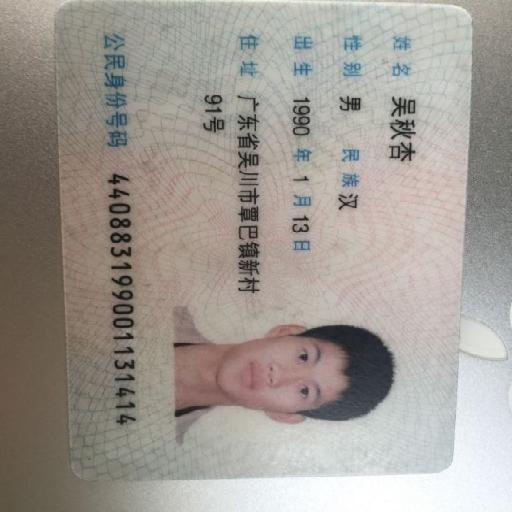 姓名 吴秋杏
性别 男 民族 汉
出生 1990 年 1 月 13 日
住址 广东省吴川市覃巴镇新村
91号
公民身份号码 440883199001131414